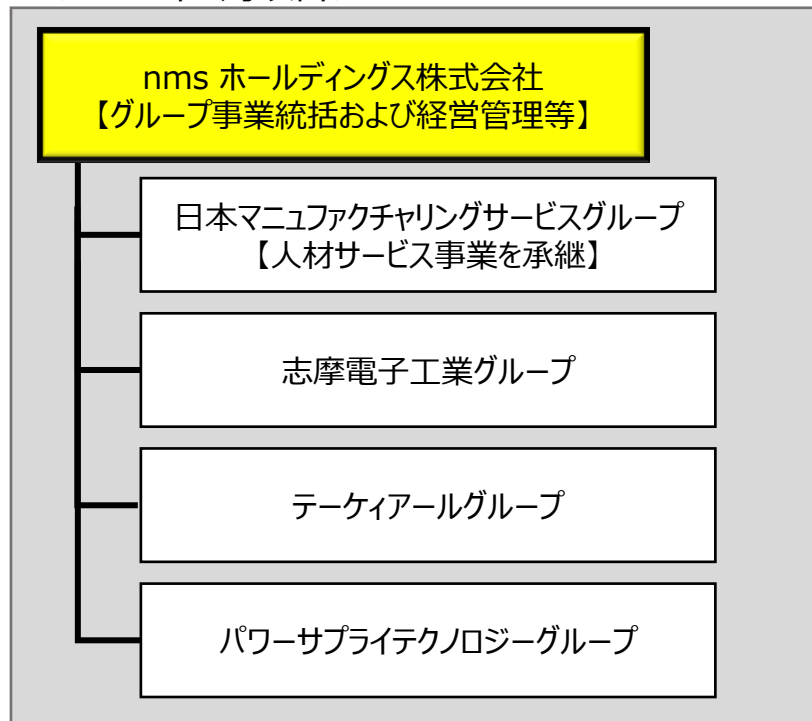 nms ホールディングス株式会社
【グループ事業統括および経営管理等】
日本マニュファクチャリングサービスグループ
【人材サービス事業を承継】
志摩電子工業グループ
テーケィアールグループ
パワーサプライテクノロジーグループ